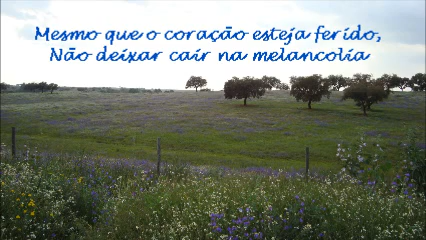 Mesmo que o coração esteja ferido,
Não deixar cair na melancolia